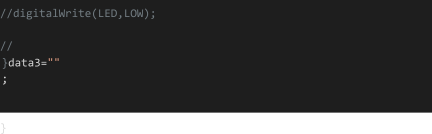 //digitalWrite(LED,LOW);
//
}data3=""
;
}